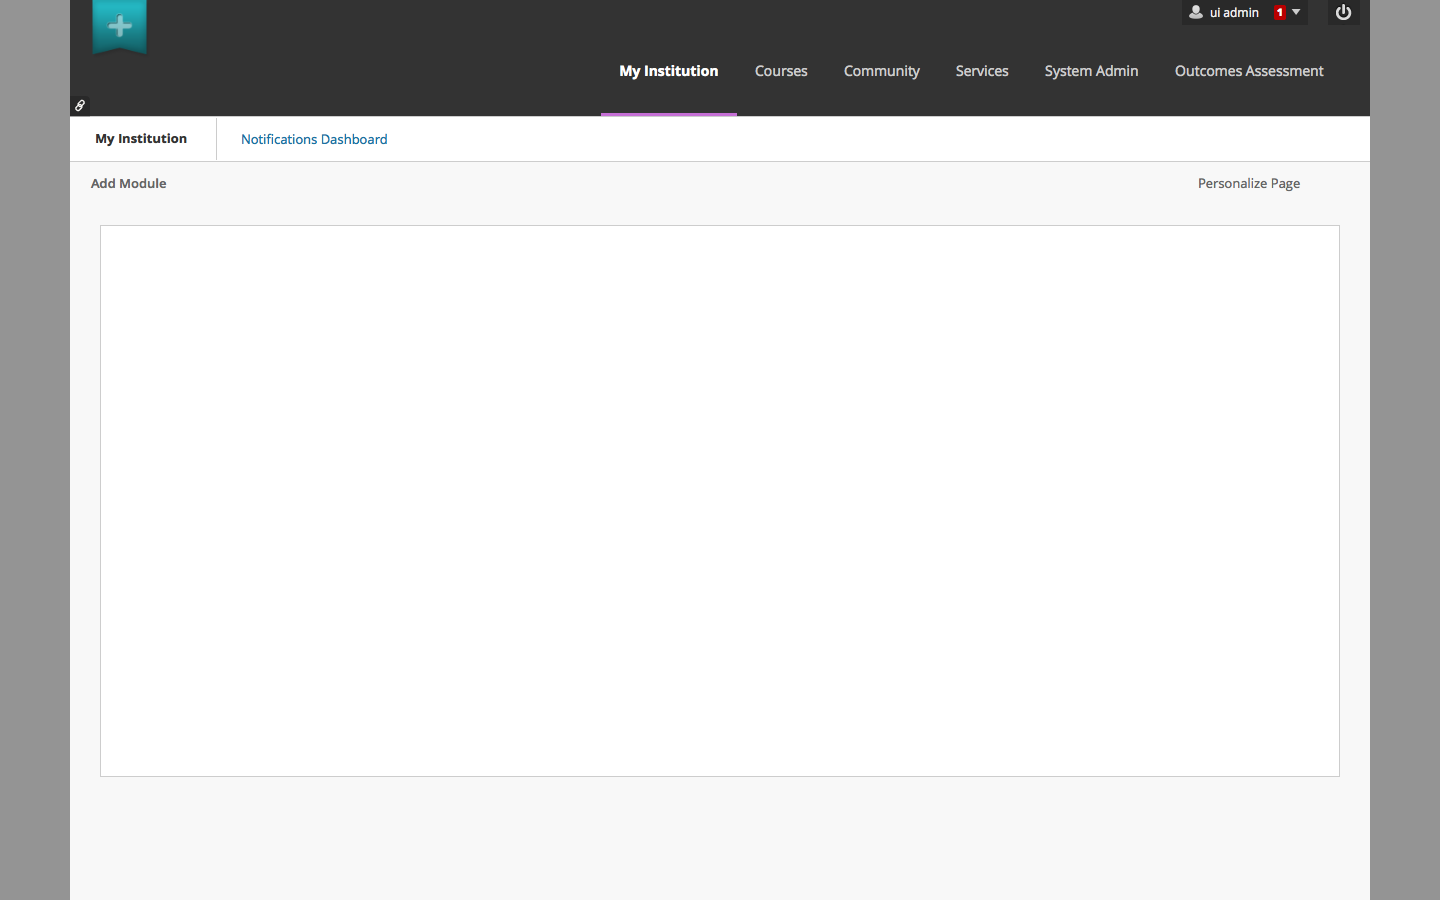 ui admin 1
My Institution Courses Community Services System Admin Outcomes Assessment
My Institution Notifications Dashboard
Add Module Personalize Page